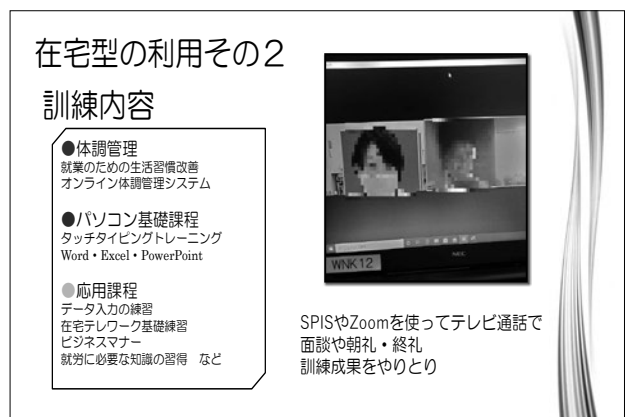 在宅型の利用その2
訓練内容
●体調管理
就業のための生活習慣改善
オンライン体調管理システム
●パソコン基礎課程
タッチタイピングトレーニング
Word・Excel・PowerPoint
●応用課程
データ入力の練習
在宅テレワーク基礎練習
ビジネスマナー
就労に必要な知識の習得 など
NEC
WNK12
SPISやZoomを使ってテレビ通話で
面談や朝礼・終礼
訓練成果をやりとり